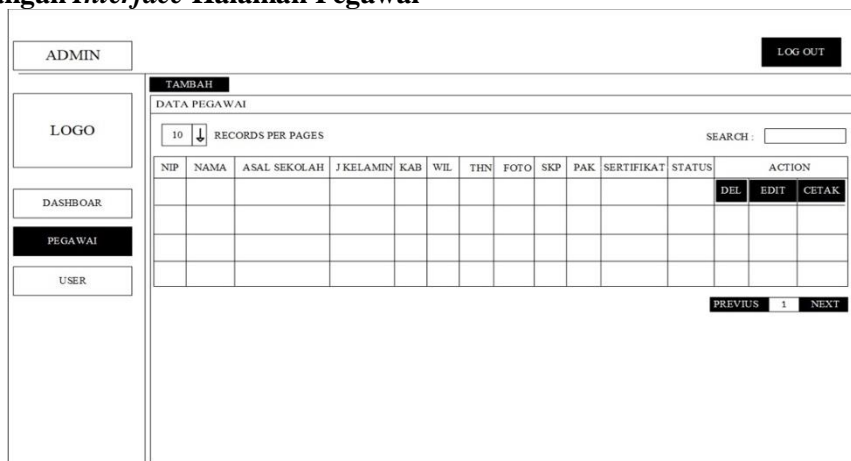 Interface Halaman Pegawai
ADMIN
LOG OUT
TAMBAH
DATA PEGAWAI
LOGO
10 RECORDS PER PAGES
SEARCH :
NIP NAMA ASAL SEKOLAH J KELAMIN KAB WIL THN FOTO SKP PAK SERTIFIKAT STATUS ACTION
DEL EDIT CETAK
DASHBOAR
PEGAWAI
USER
PREVIUS 1 NEXT